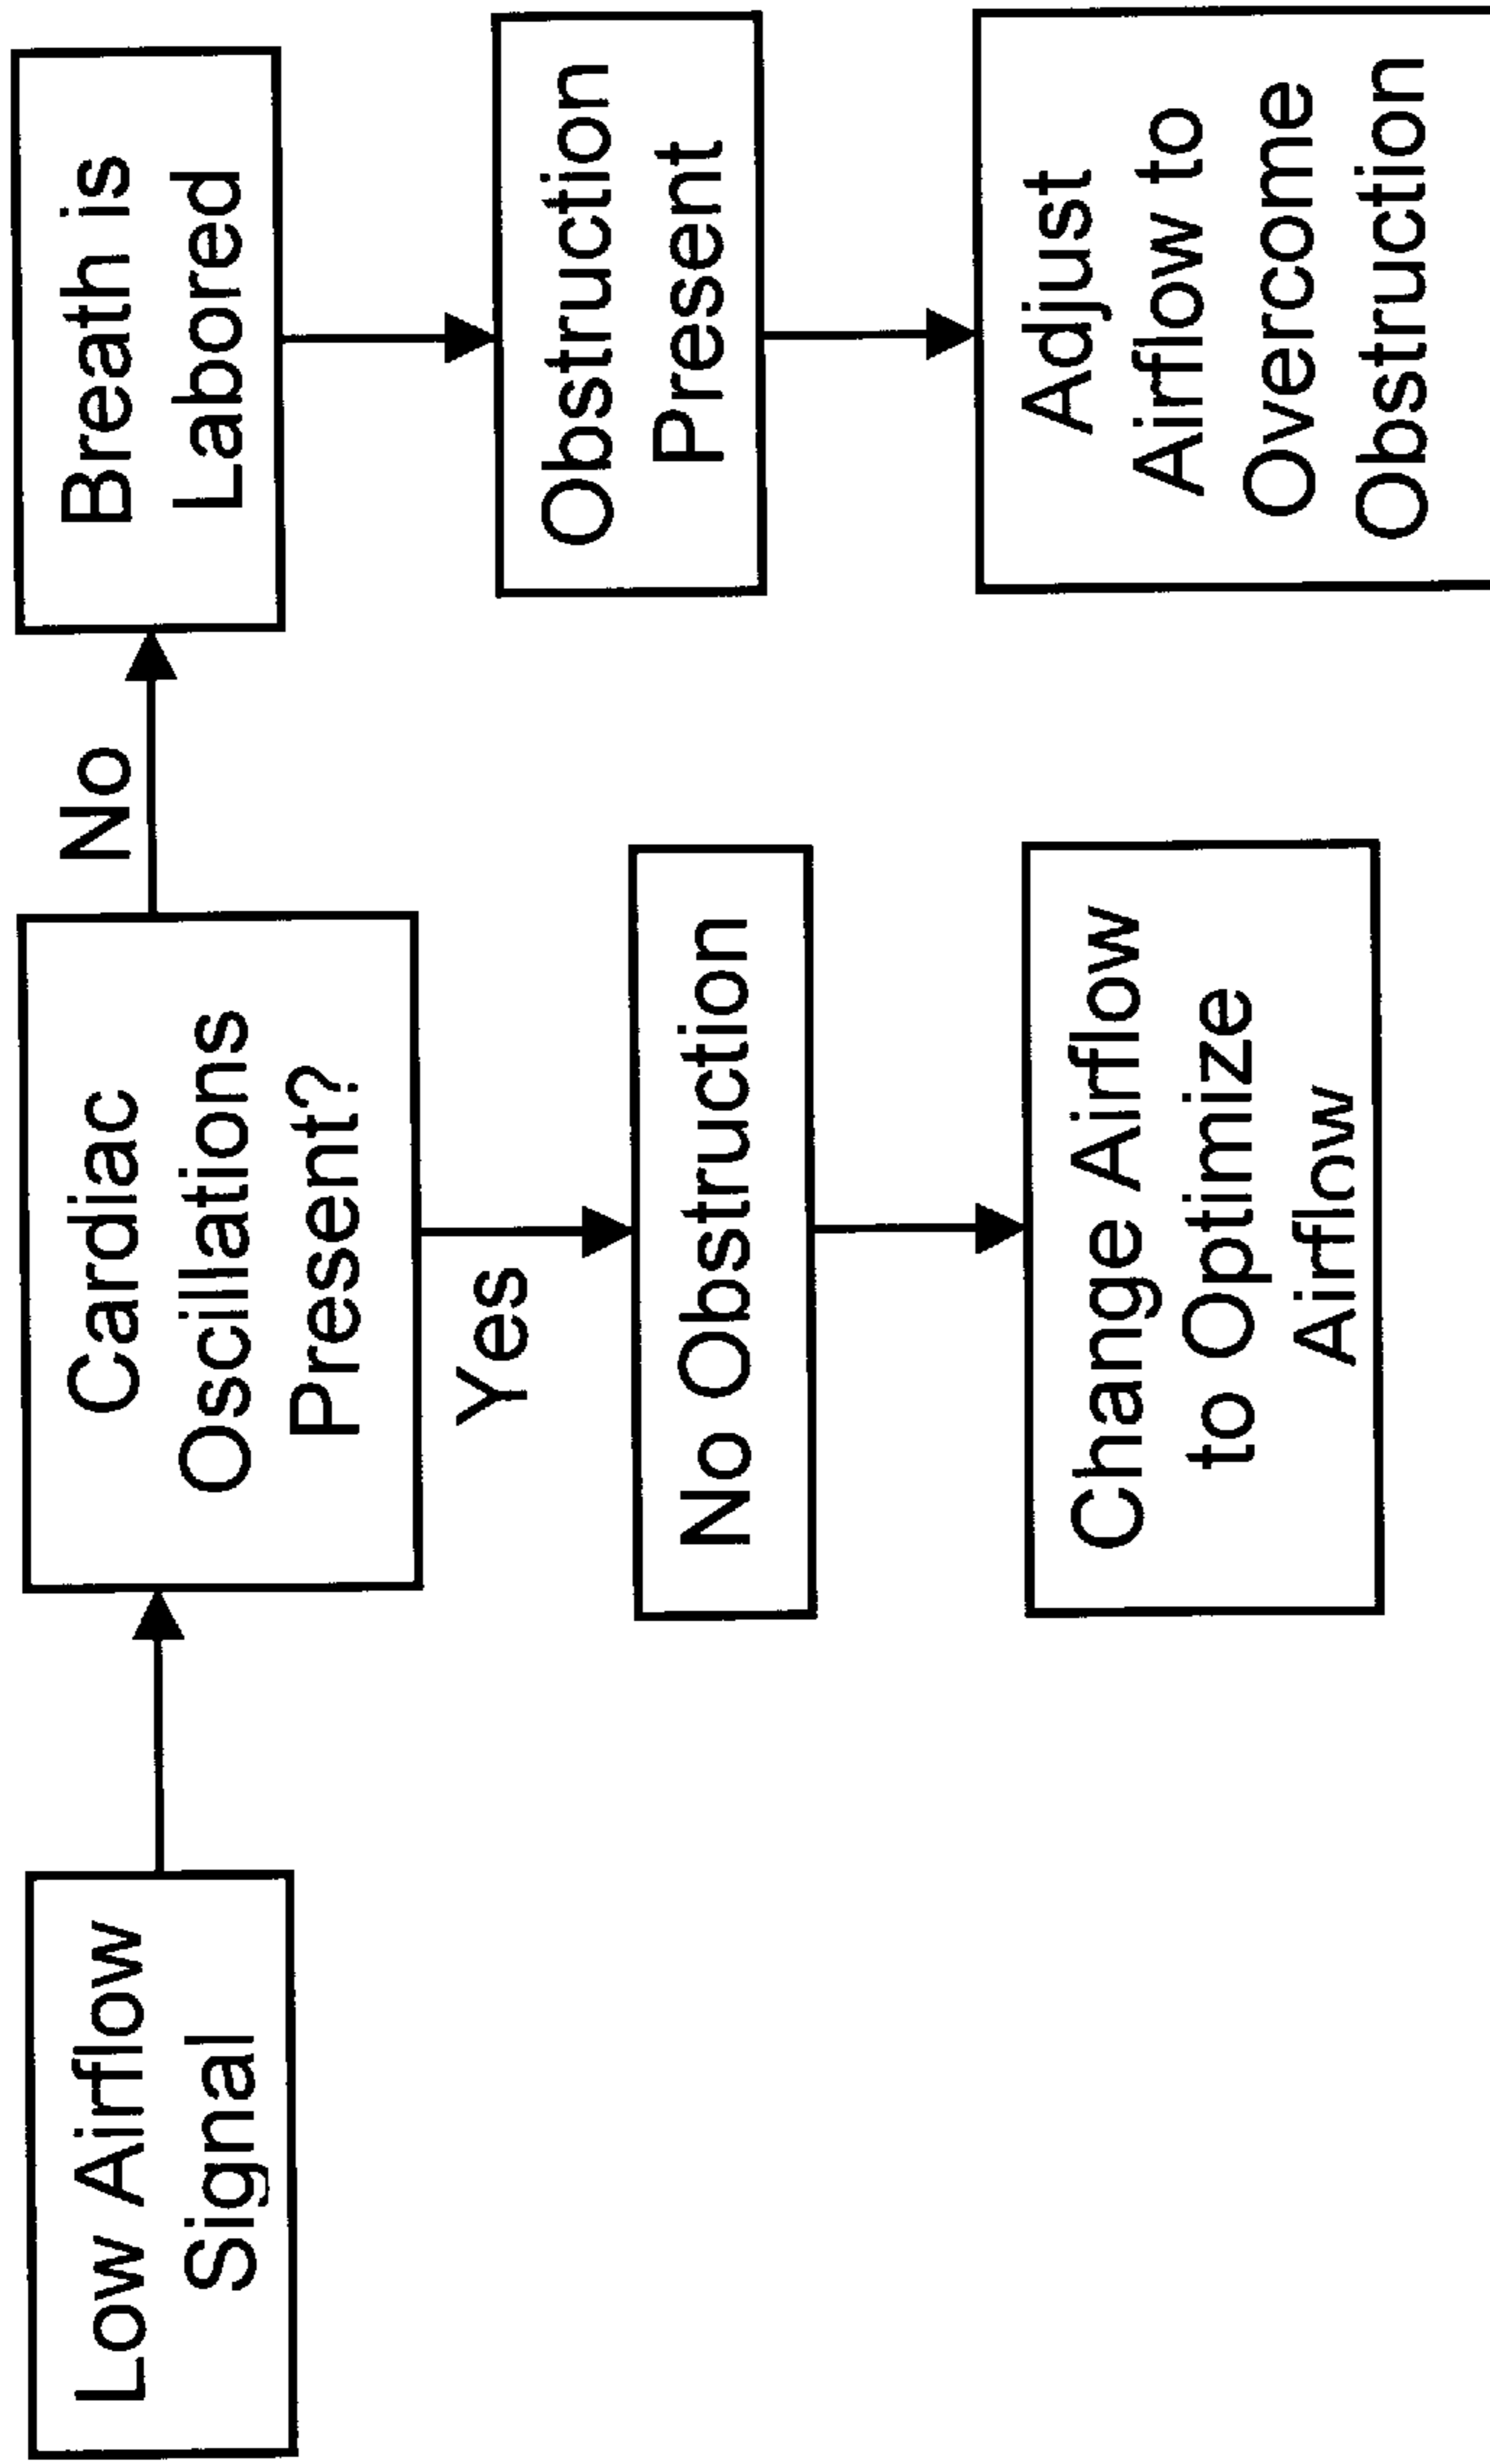 Low Airflow
Signal
Cardiac
Oscillations
Present?
No
Breath is
Labored
Yes
No Obstruction
Obstruction
Present
Change Airflow
to Optimize
Airflow
Adjust
Airflow to
Overcome
Obstruction